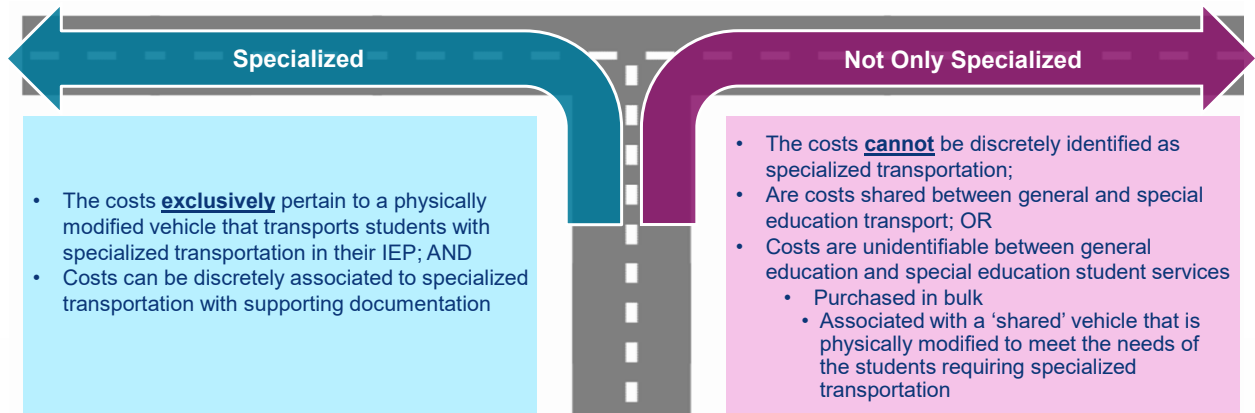 Specialized
Not Only Specialized
• The costs exclusively pertain to a physically
modified vehicle that transports students with
specialized transportation in their IEP; AND
• Costs can be discretely associated to specialized
transportation with supporting documentation
• The costs cannot be discretely identified as
specialized transportation;
• Are costs shared between general and special
education transport; OR
• Costs are unidentifiable between general
education and special education student services
• Purchased in bulk
• Associated with a ‘shared’ vehicle that is
physically modified to meet the needs of
the students requiring specialized
transportation